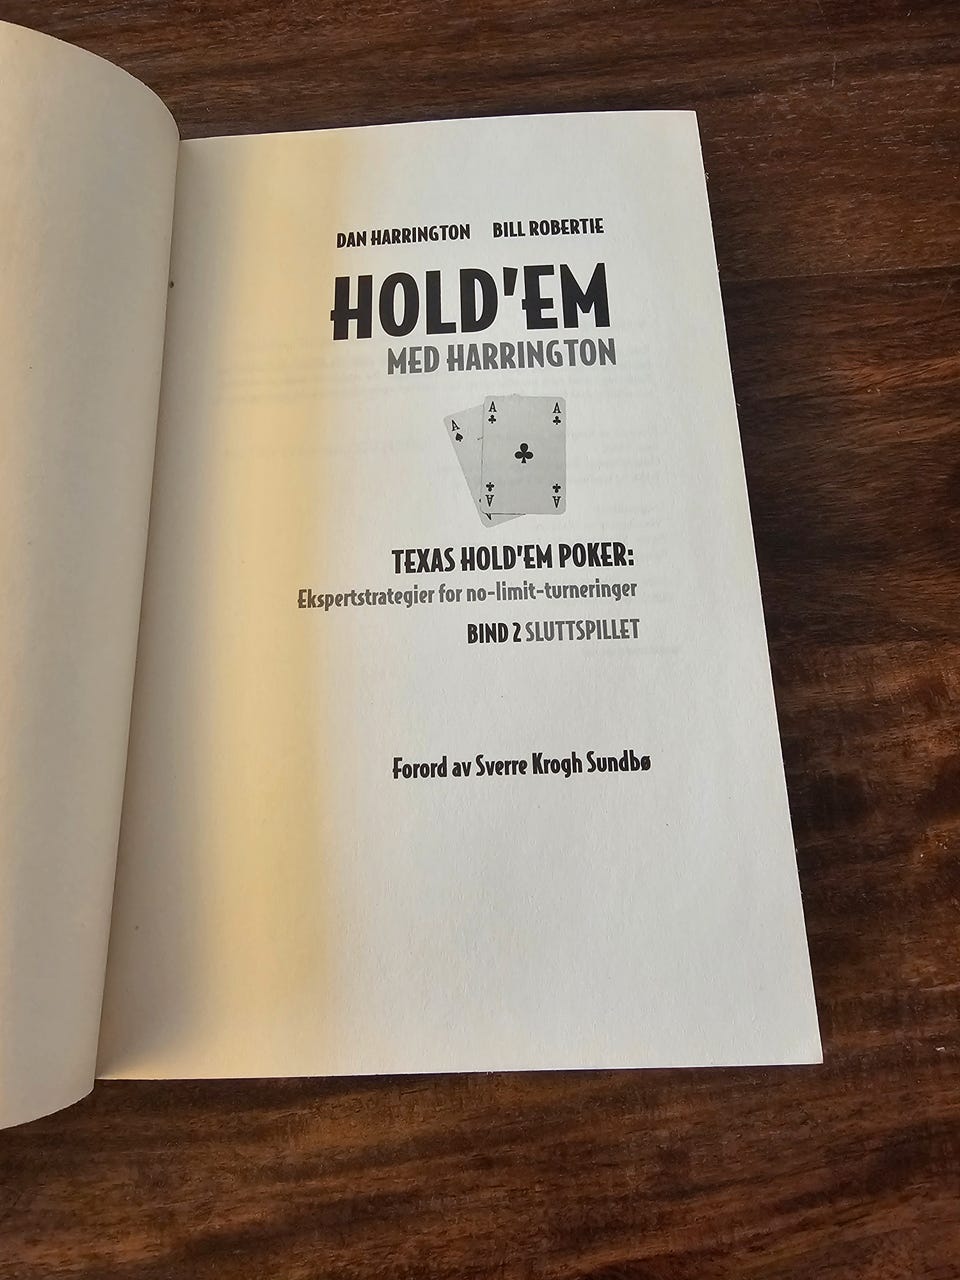 DAN HARRINGTON BILL ROBERTIE
HOLD'EM
MED HARRINGTON
A A A
A A
TEXAS HOLD'EM POKER:
Ekspertstrategier for no-limit-turneringer
BIND 2 SLUTTSPILLET
Forord av Sverre Krogh Sundbø